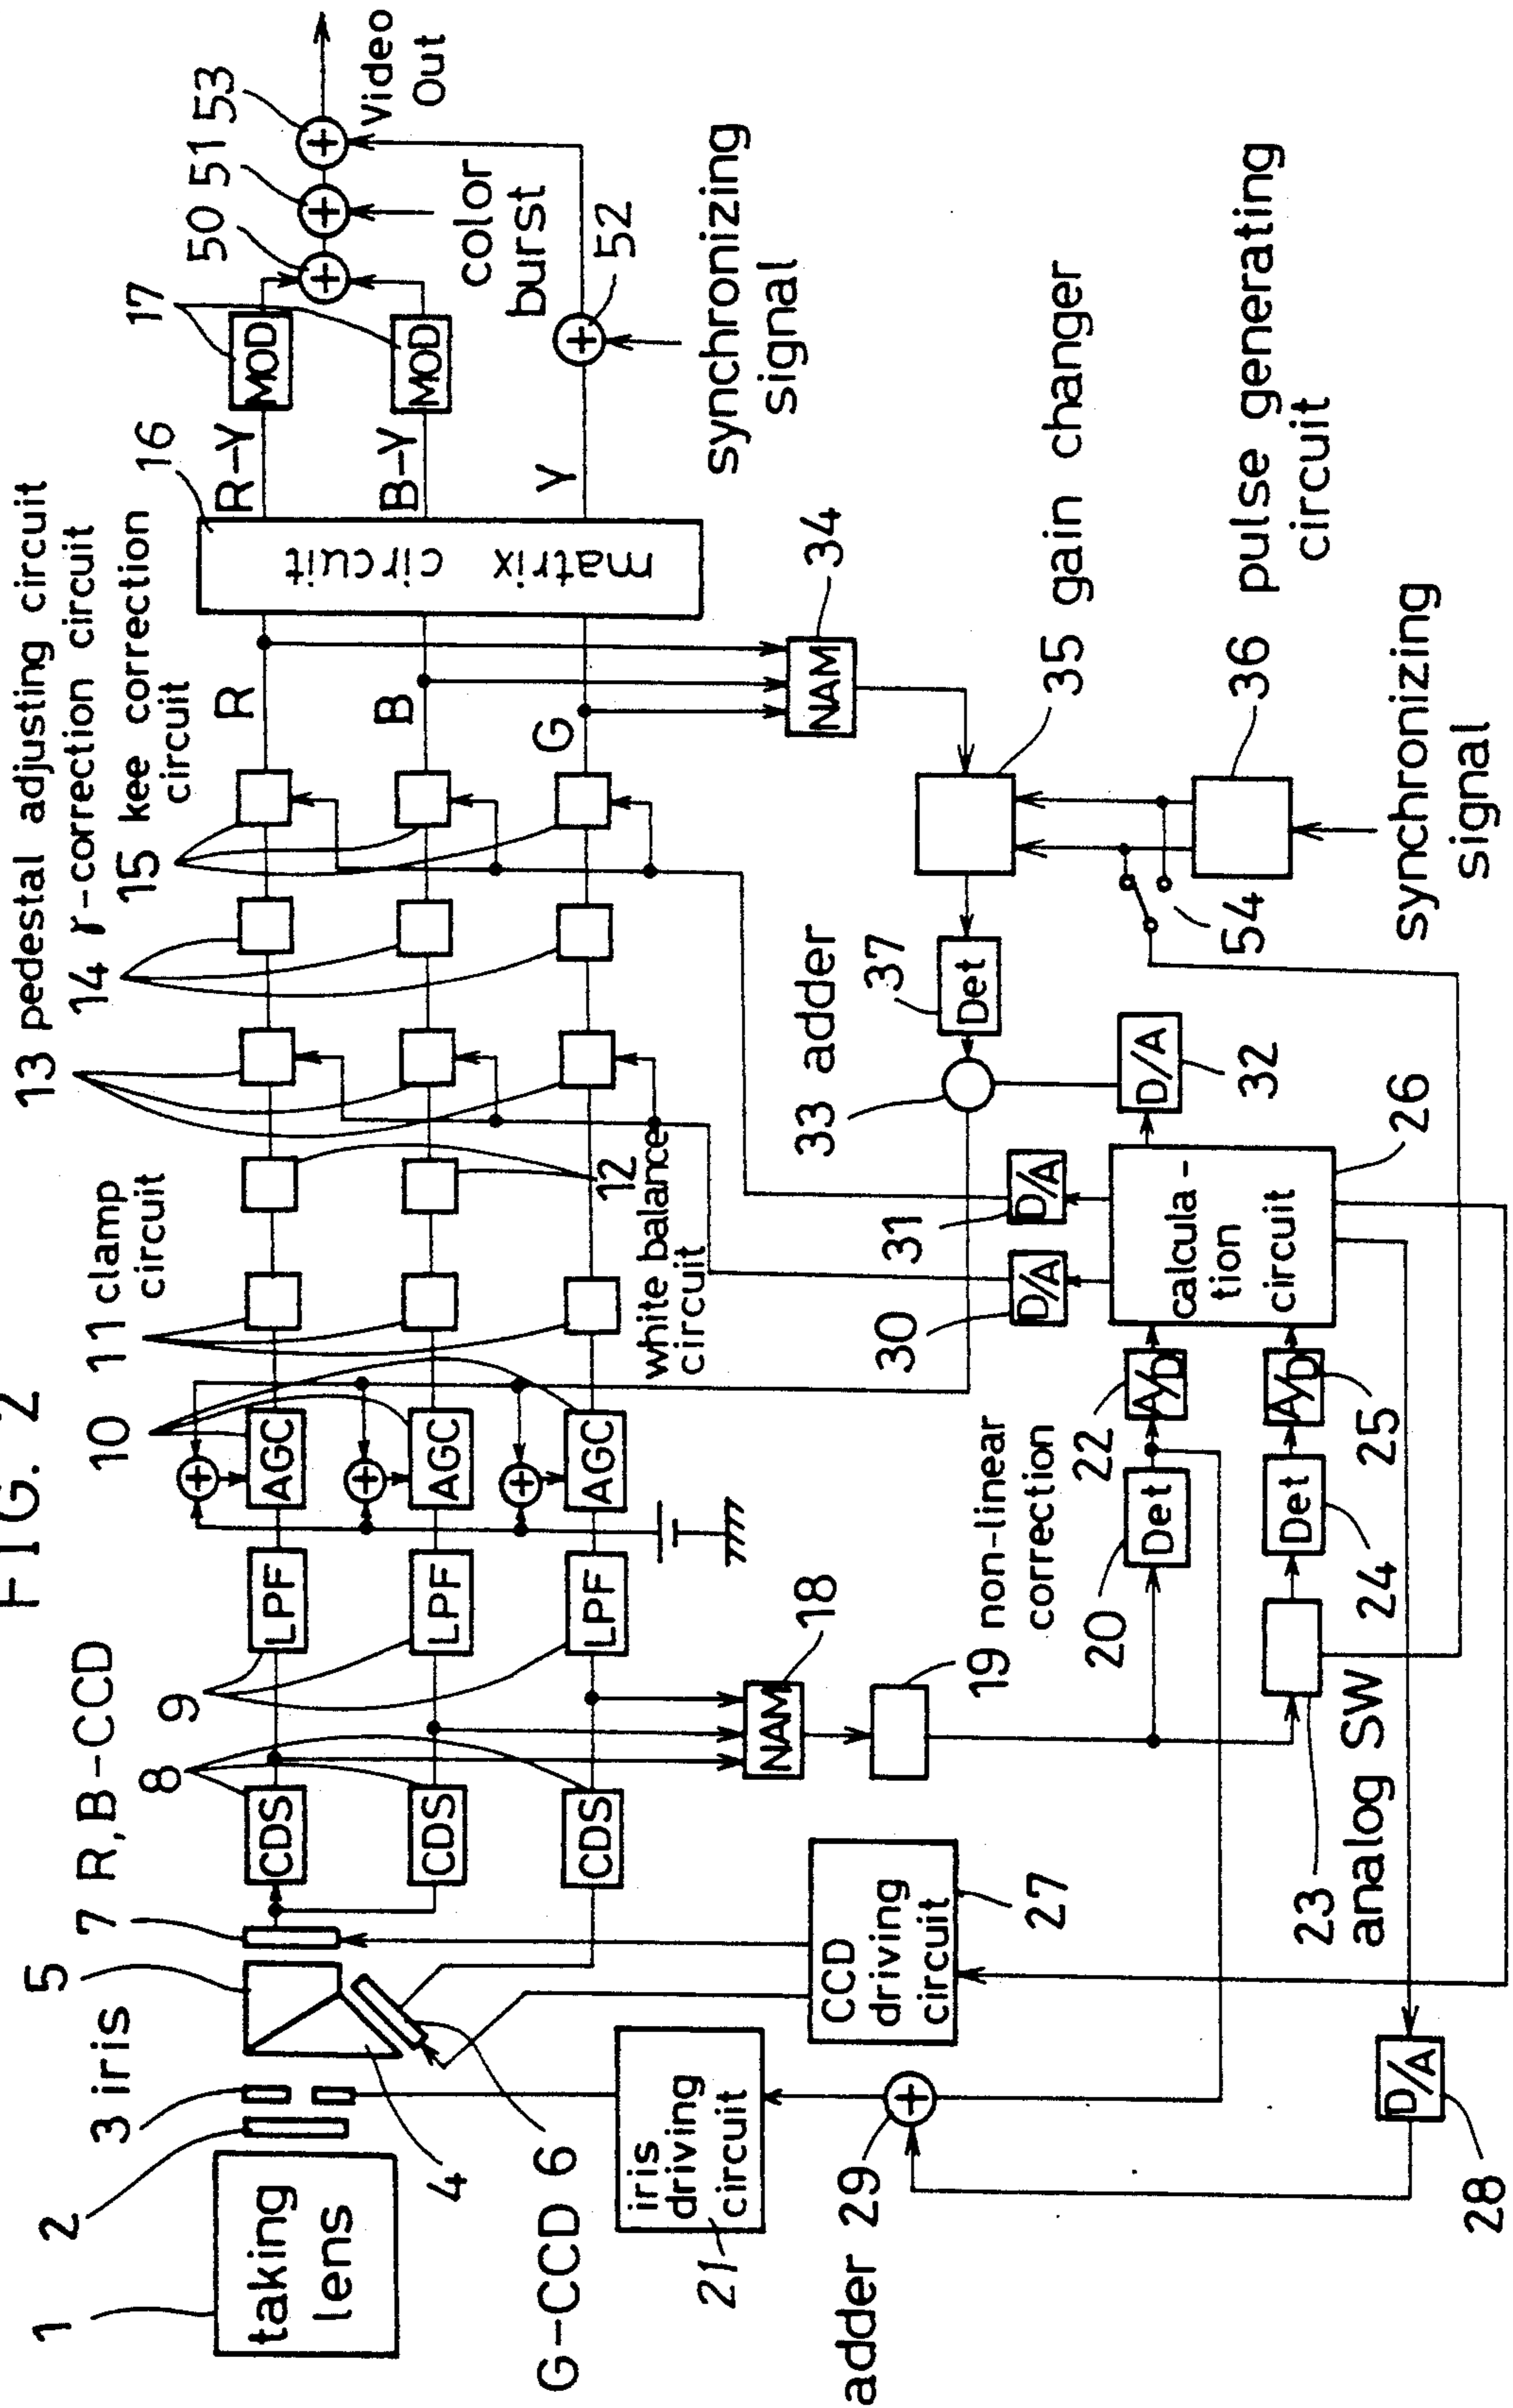 FIG. 2
1
taking
lens
2
3 iris
4
5
G-CCD 6
7 R,B-CCD
8
CDS
CDS
CDS
9
LPF
LPF
LPF
10
AGC
AGC
AGC
+
+
+
11 clamp
circuit
12
white balance
circuit
13 pedestal adjusting circuit
14 γ-correction circuit
15 kee correction
circuit
R
B
G
16
matrix circuit
R-Y
B-Y
Y
17
MOD
MOD
50
51
53
+
+
+
Video
Out
color
burst
+
52
synchronizing
signal
iris
driving
circuit
21
CCD
driving
circuit
27
NAM
18
19 non-linear
correction
20
Det
22
A/D
23
analog SW
Det
24
A/D
25
calcula-
tion
circuit
26
30
D/A
31
D/A
D/A
32
33 adder
37
Det
NAM
34
35 gain changer
36 pulse generating
circuit
54
synchronizing
signal
adder 29
+
D/A
28